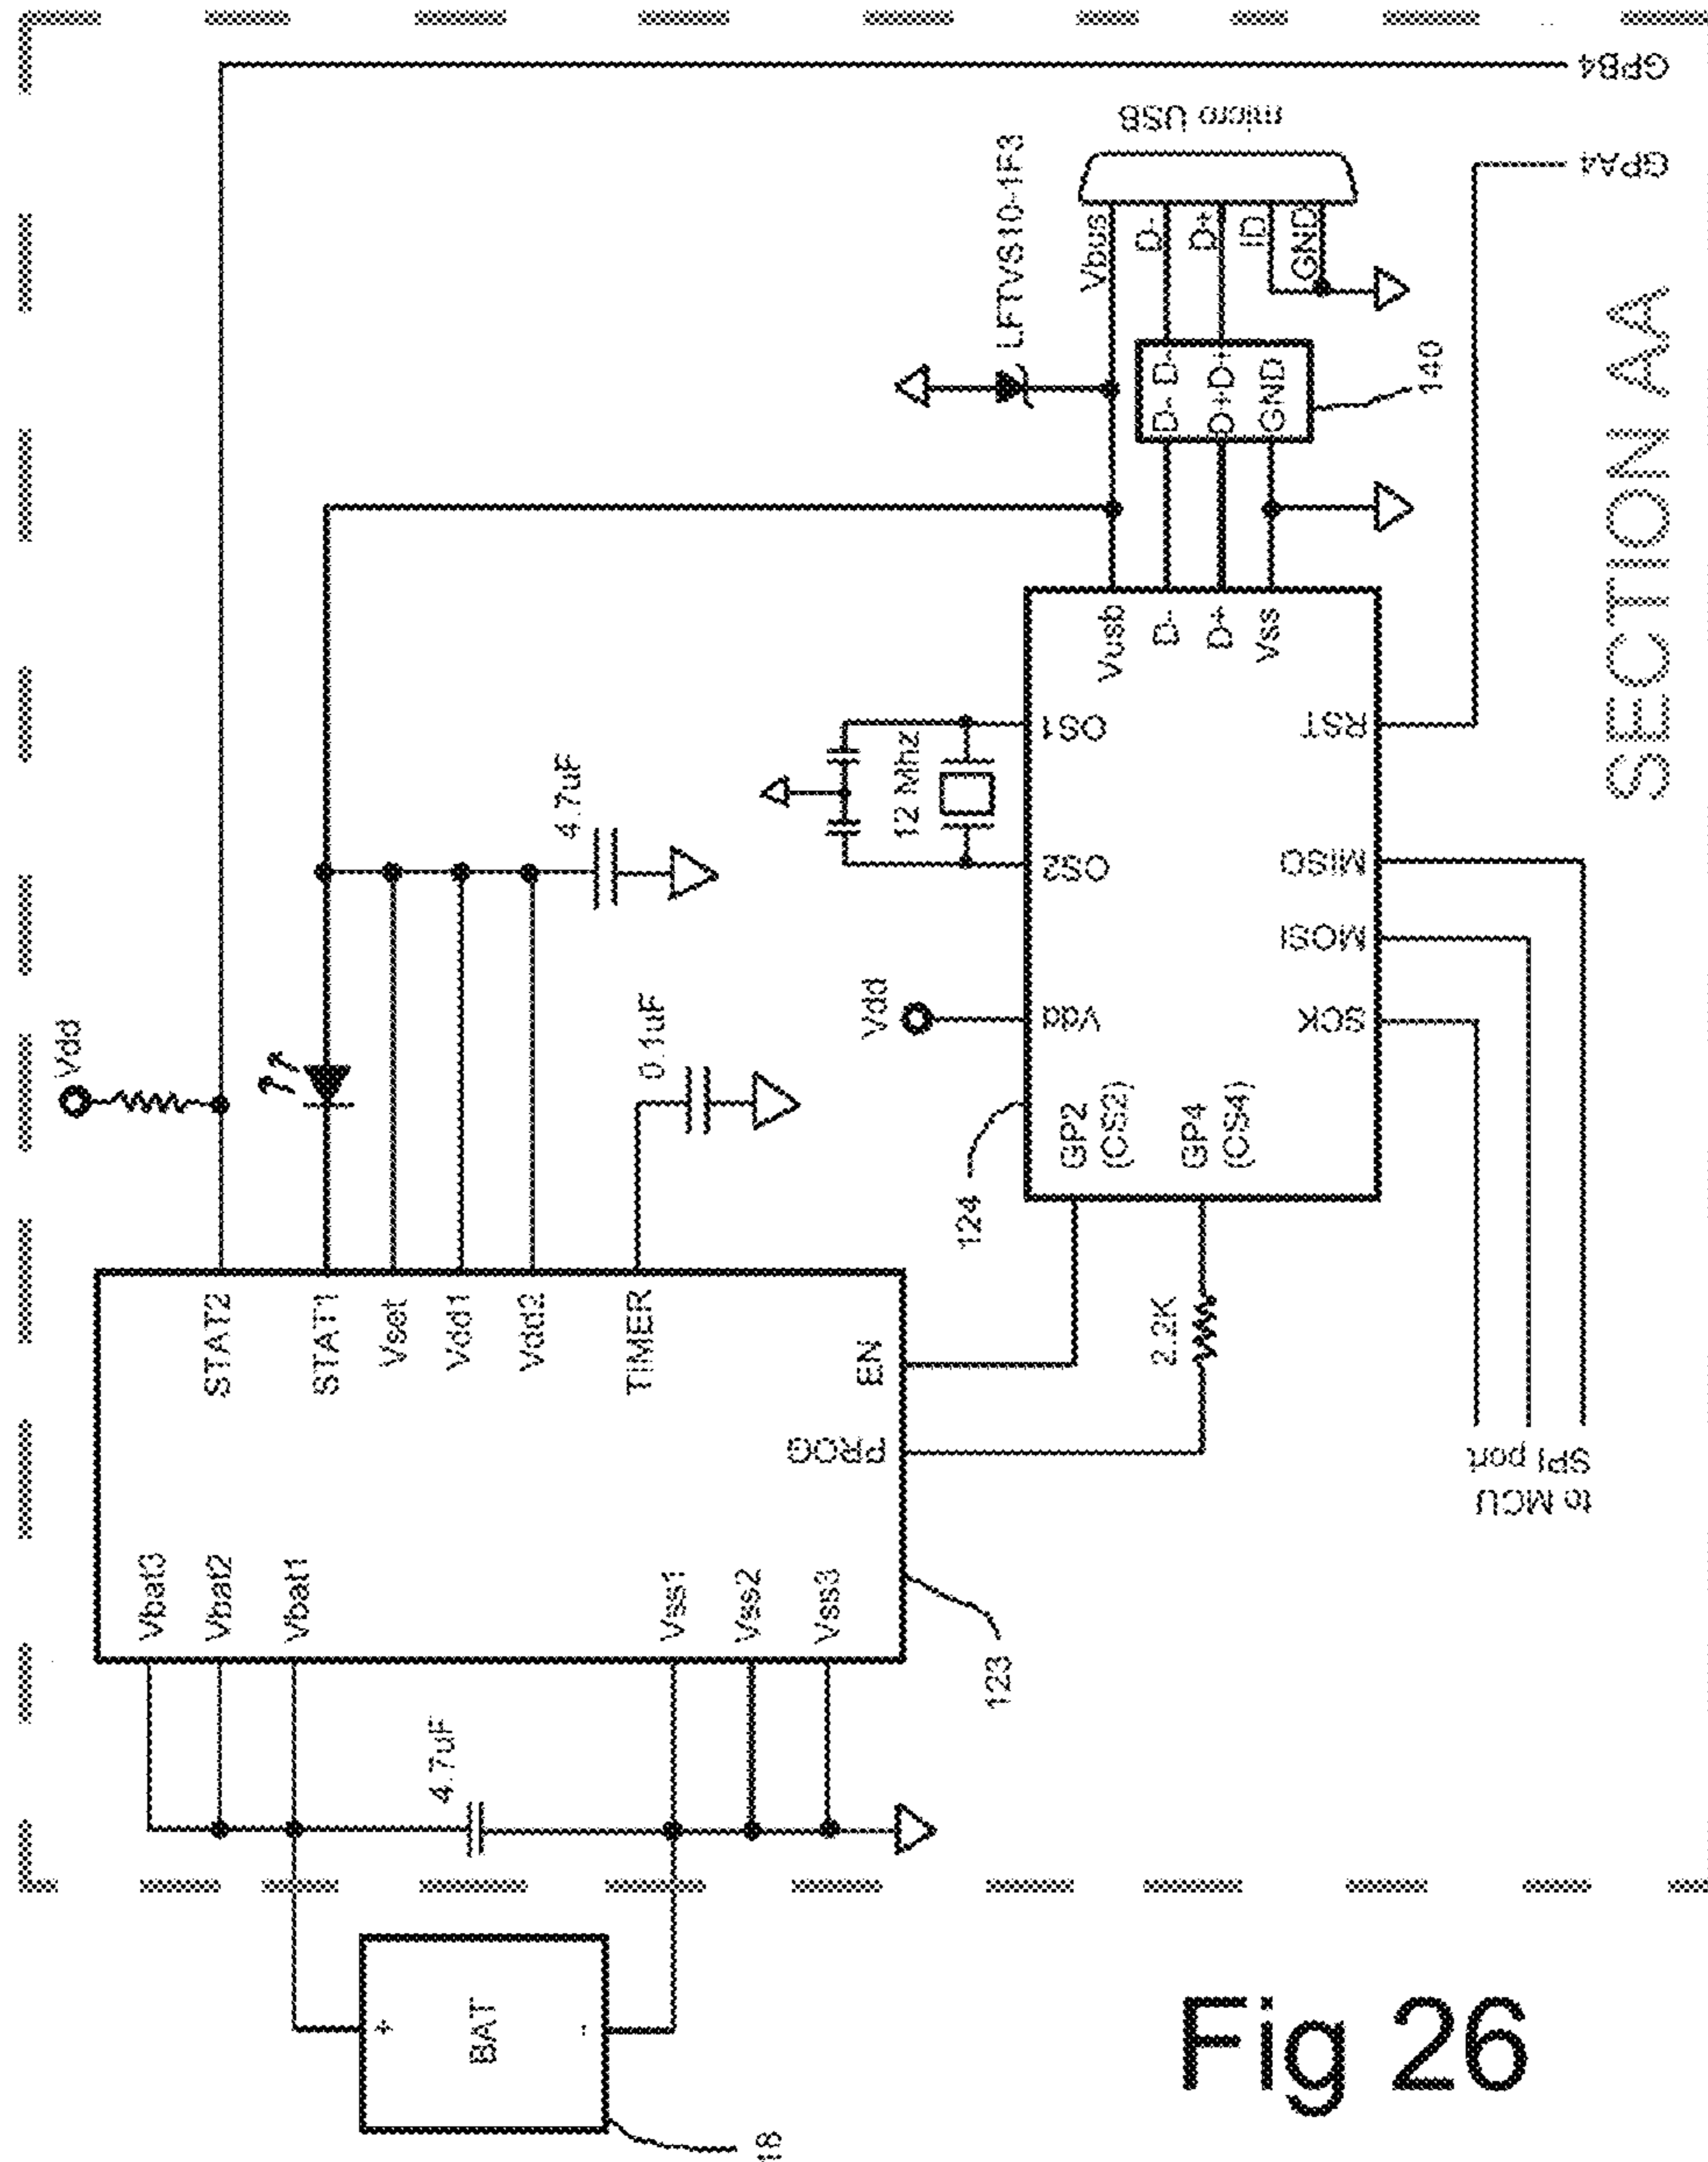 Vdd
GPB4
STAT2
STAT1
Vset
Vdd1
Vdd2
TIMER
EN
PROG
Vbat3
Vbat2
Vbat1
Vss1
Vss2
Vss3
123
4.7uF
BAT
+
-
18
4.7uF
0.1uF
Vdd
12 Mhz
LFTVS10-1F3
micro USB
Vbus
D-
D+
ID
GND
D- D-
D+D+
GND
140
Vusb
D-
D+
Vss
OS1
OS2
Vdd
GP2
(CS2)
GP4
(CS4)
124
2.2K
RST
MISO
MOSI
SCK
GPA4
to MCU
SPI port
SECTION AA
Fig 26